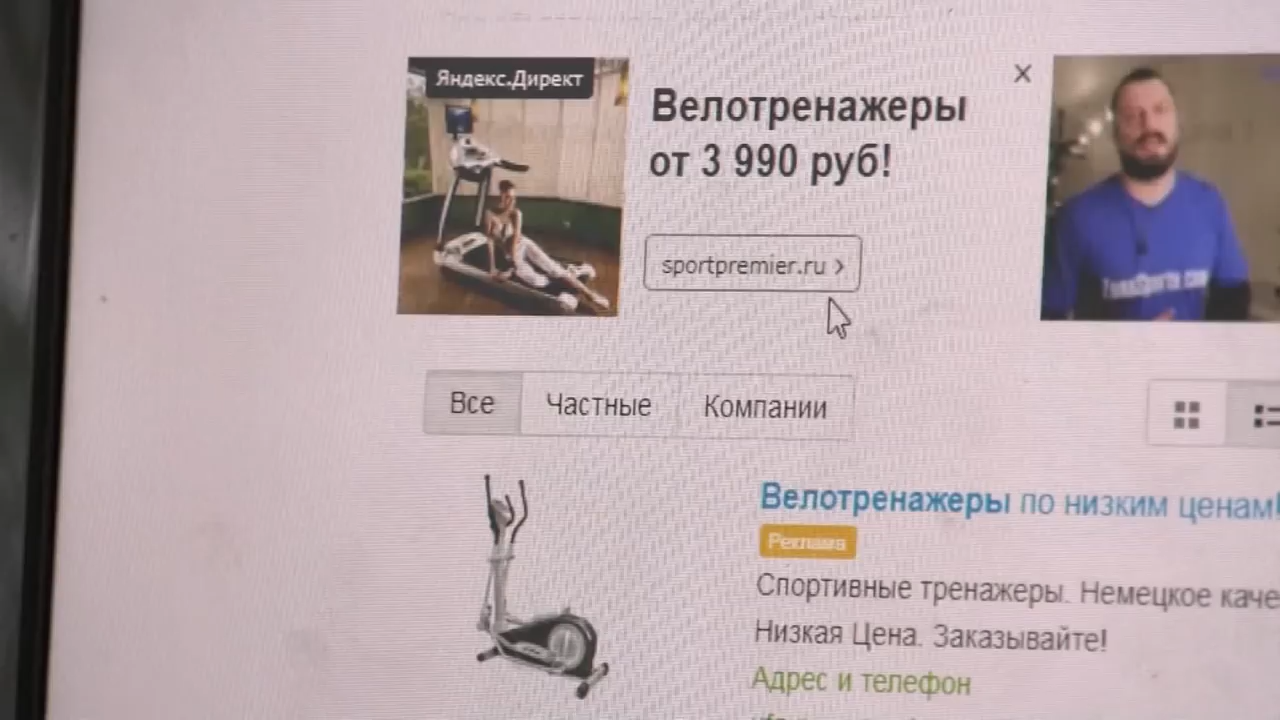 Яндекс.Директ
Велотренажеры
от 3 990 руб!
sportpremier.ru
Все
Частные
Компании
Велотренажеры по низким ценам!
Реклама
Спортивные тренажеры. Немецкое каче
Низкая Цена. Заказывайте!
Адрес и телефон